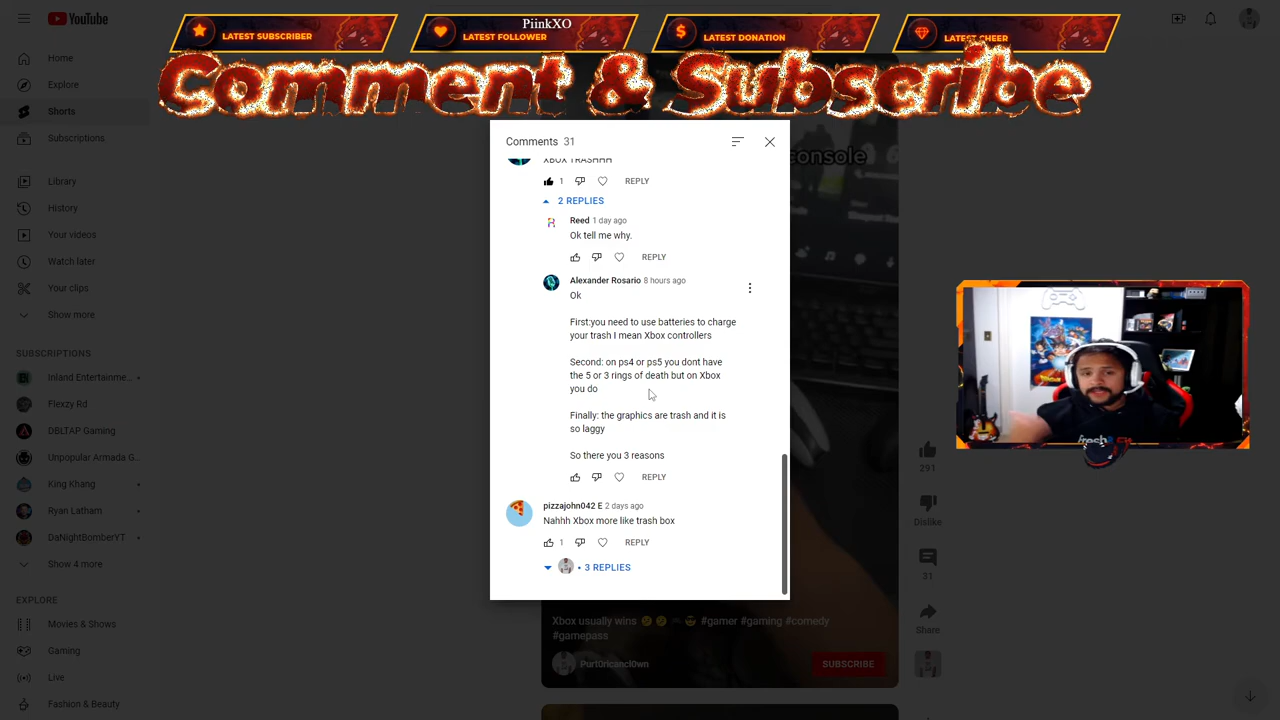 PiinkXO
LATEST SUBSCRIBER
LATEST FOLLOWER
LATEST DONATION
LATEST CHEER
Comment & Subscribe
YouTube
Home
Explore
Shorts
Subscriptions
Library
History
Your videos
Watch later
Your clips
Show more
SUBSCRIPTIONS
Inland Entertainme...
Flexzy Rd
DBLTAP Gaming
Unpopular Armada G...
King Khang
Ryan Latham
DaNightBomberYT
Show 4 more
EXPLORE
Movies & Shows
Gaming
Live
Fashion & Beauty
console
Comments 31
XBOX TRASHHH
1 REPLY
2 REPLIES
Reed 1 day ago
Ok tell me why.
REPLY
Alexander Rosario 8 hours ago
Ok
First:you need to use batteries to charge
your trash I mean Xbox controllers
Second: on ps4 or ps5 you dont have
the 5 or 3 rings of death but on Xbox
you do
Finally: the graphics are trash and it is
so laggy
So there you 3 reasons
REPLY
pizzajohn042 E 2 days ago
Nahhh Xbox more like trash box
1 REPLY
• 3 REPLIES
Xbox usually wins #gamer #gaming #comedy
#gamepass
Purt0ricancl0wn
SUBSCRIBE
291
Dislike
31
Share